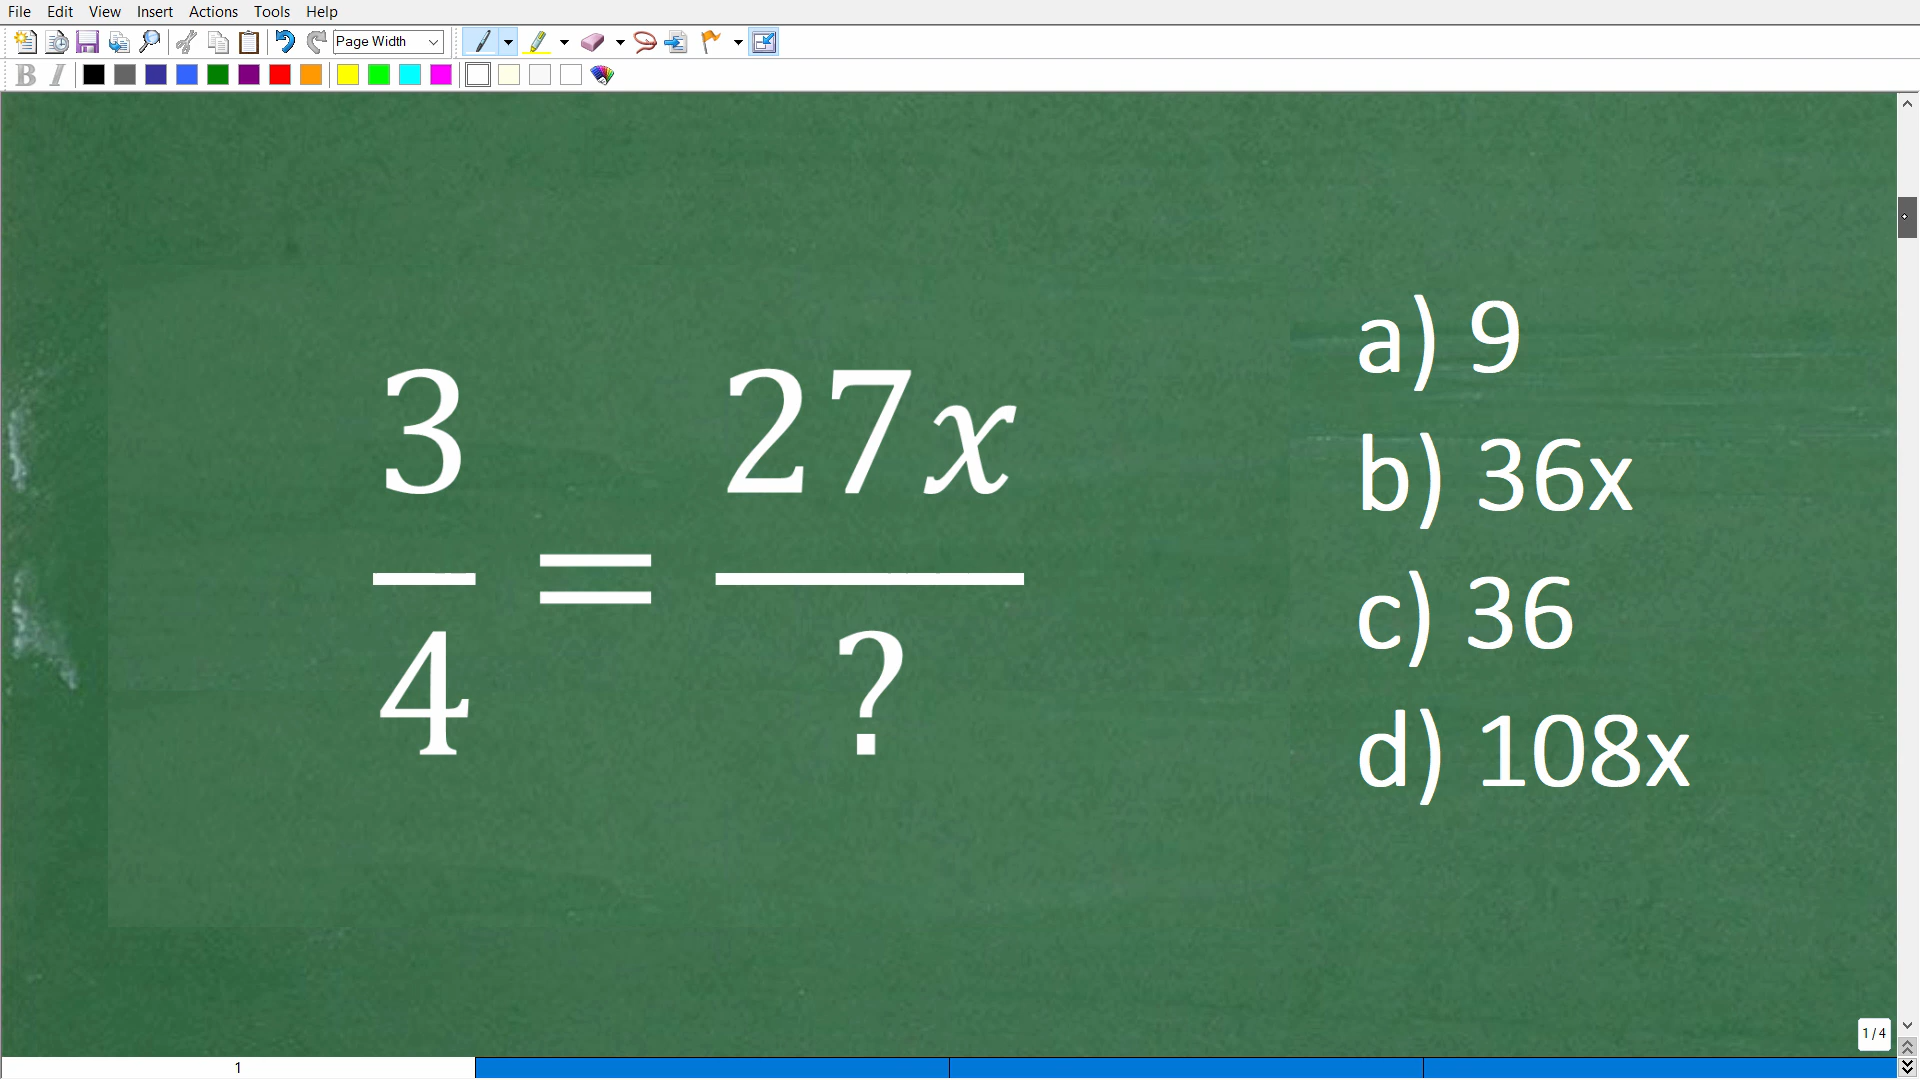 File Edit View Insert Actions Tools Help
Page Width
B I
3/4 = 27x/?
a) 9
b) 36x
c) 36
d) 108x
1 / 4
1